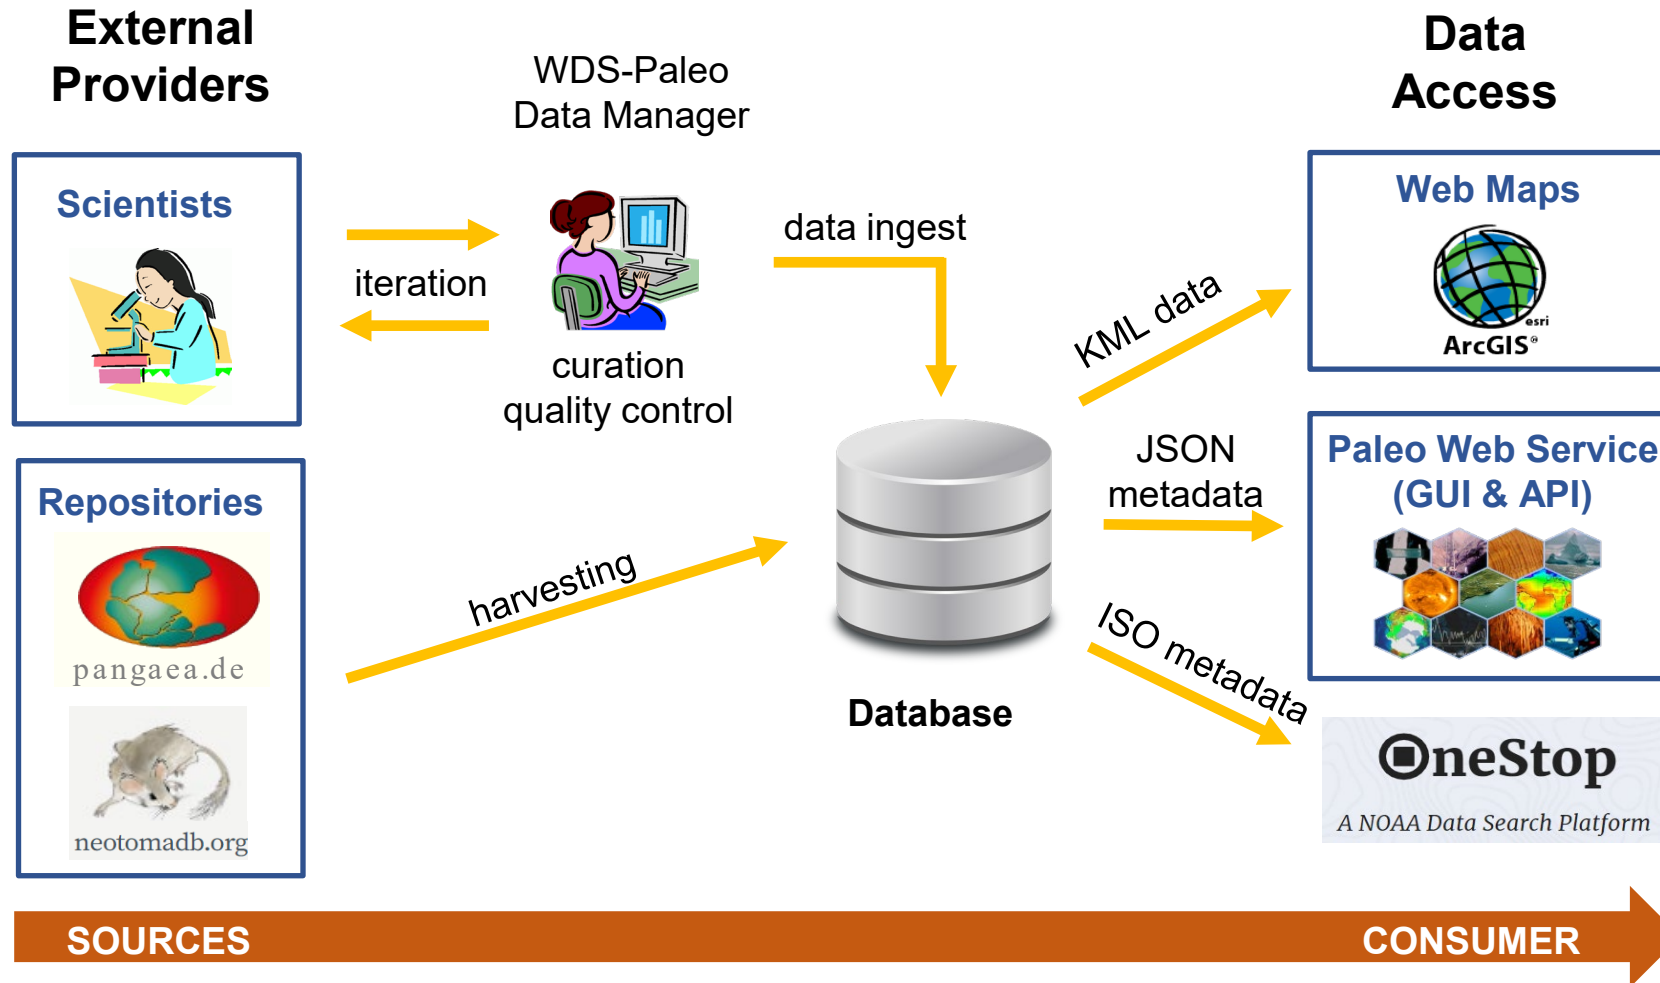 External
Providers
WDS-Paleo
Data Manager
Data
Access
Scientists
iteration
curation
quality control
data ingest
Repositories
pangaea.de
neotomadb.org
harvesting
Database
KML data
JSON
metadata
ISO metadata
Web Maps
esri
ArcGIS®
Paleo Web Service
(GUI & API)
OneStop
A NOAA Data Search Platform
SOURCES
CONSUMER